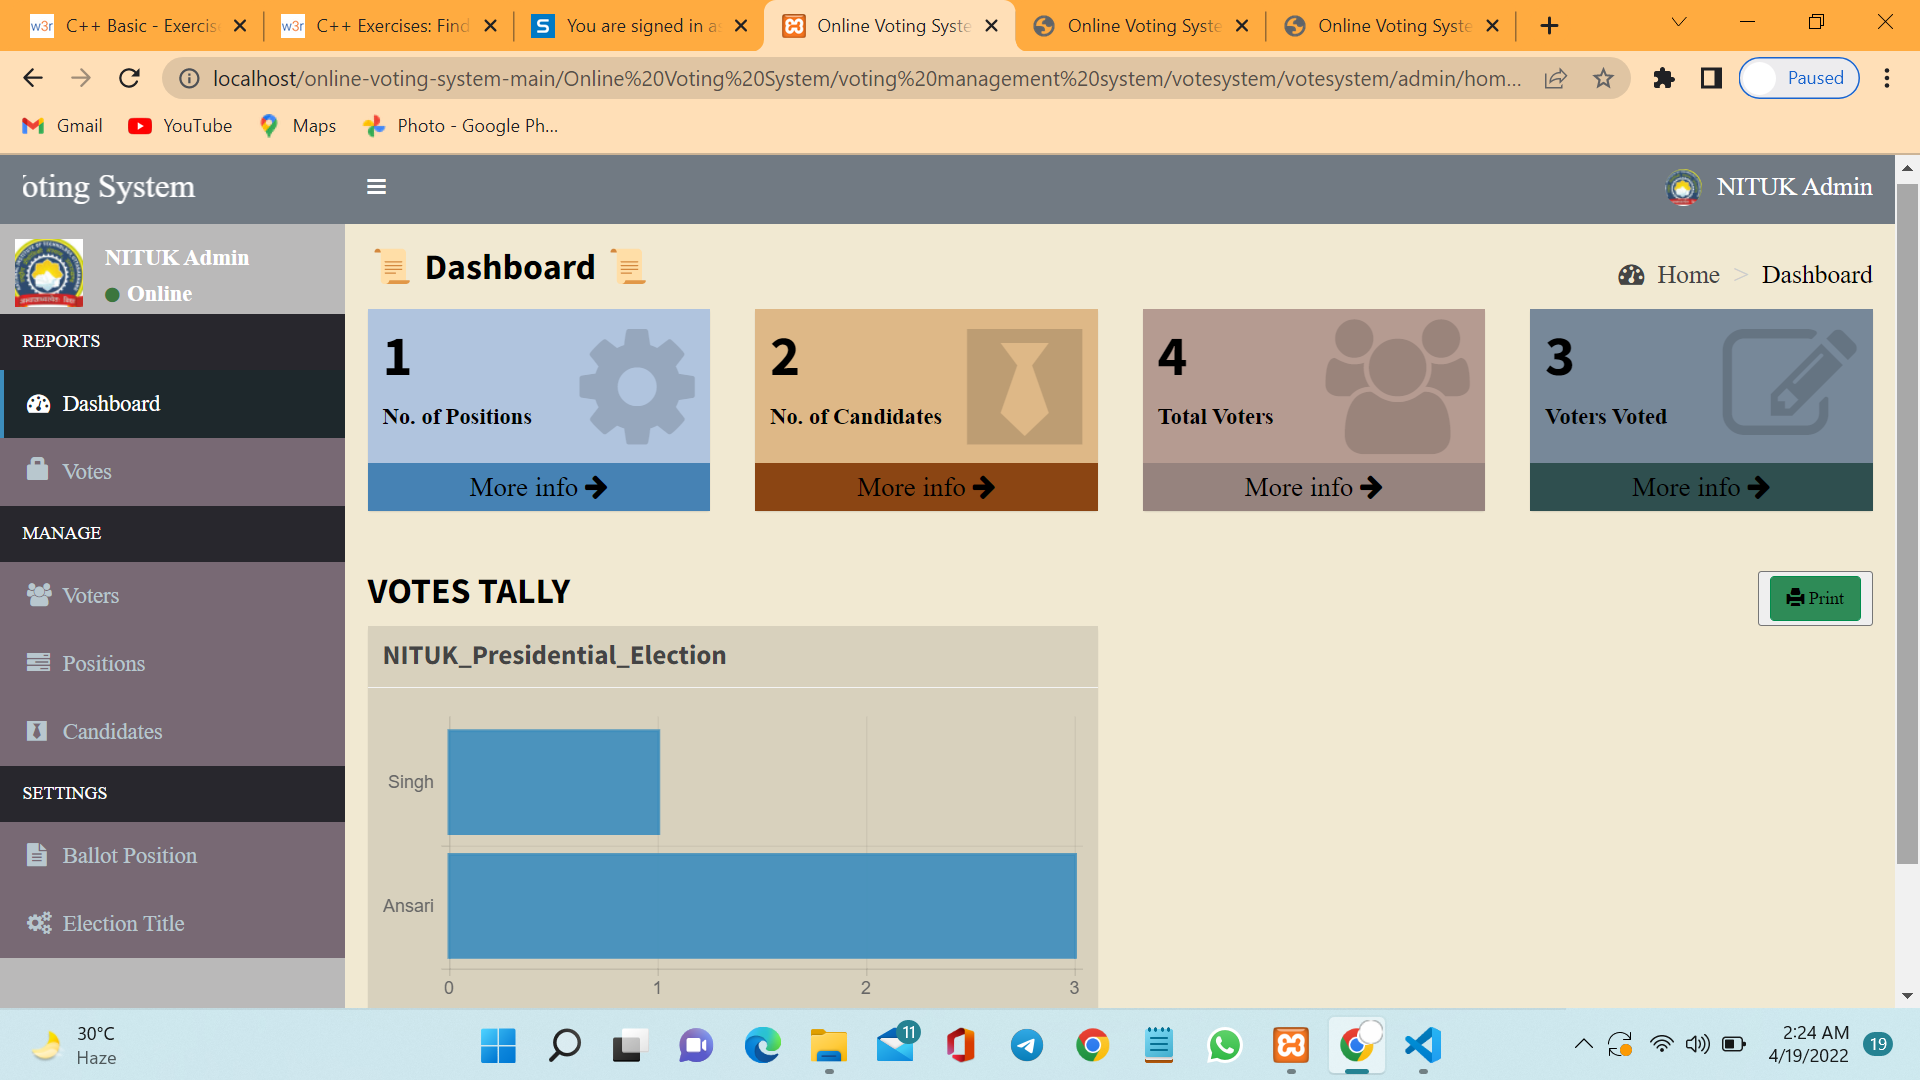 w3r C++ Basic - Exercis
w3r C++ Exercises: Find
S You are signed in as
Online Voting Syste
Online Voting Syste
Online Voting Syste
localhost/online-voting-system-main/Online%20Voting%20System/voting%20management%20system/votesystem/votesystem/admin/hom...
Paused
Gmail
YouTube
Maps
Photo - Google Ph...
oting System
NITUK Admin
NITUK Admin
Online
REPORTS
Dashboard
Votes
MANAGE
Voters
Positions
Candidates
SETTINGS
Ballot Position
Election Title
Dashboard
Home > Dashboard
1
No. of Positions
More info
2
No. of Candidates
More info
4
Total Voters
More info
3
Voters Voted
More info
VOTES TALLY
Print
NITUK_Presidential_Election
Singh
Ansari
0 1 2 3
30°C
Haze
11
2:24 AM
4/19/2022
19